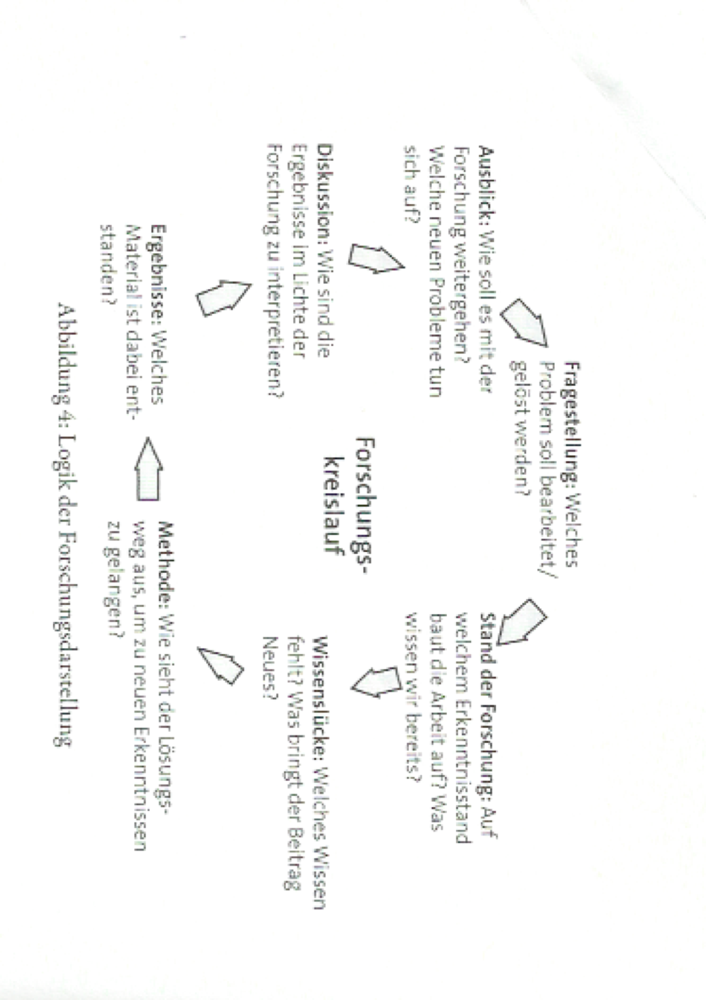 Fragestellung: Welches
Problem soll bearbeitet/
gelöst werden?
Stand der Forschung: Auf
welchem Erkenntnisstand
baut die Arbeit auf? Was
wissen wir bereits?
Wissenslücke: Welches Wissen
fehlt? Was bringt der Beitrag
Neues?
Methode: Wie sieht der Lösungs-
weg aus, um zu neuen Erkenntnissen
zu gelangen?
Ergebnisse: Welches
Material ist dabei ent-
standen?
Diskussion: Wie sind die
Ergebnisse im Lichte der
Forschung zu interpretieren?
Ausblick: Wie soll es mit der
Forschung weitergehen?
Welche neuen Probleme tun
sich auf?
Forschungs-
kreislauf
Abbildung 4: Logik der Forschungsdarstellung